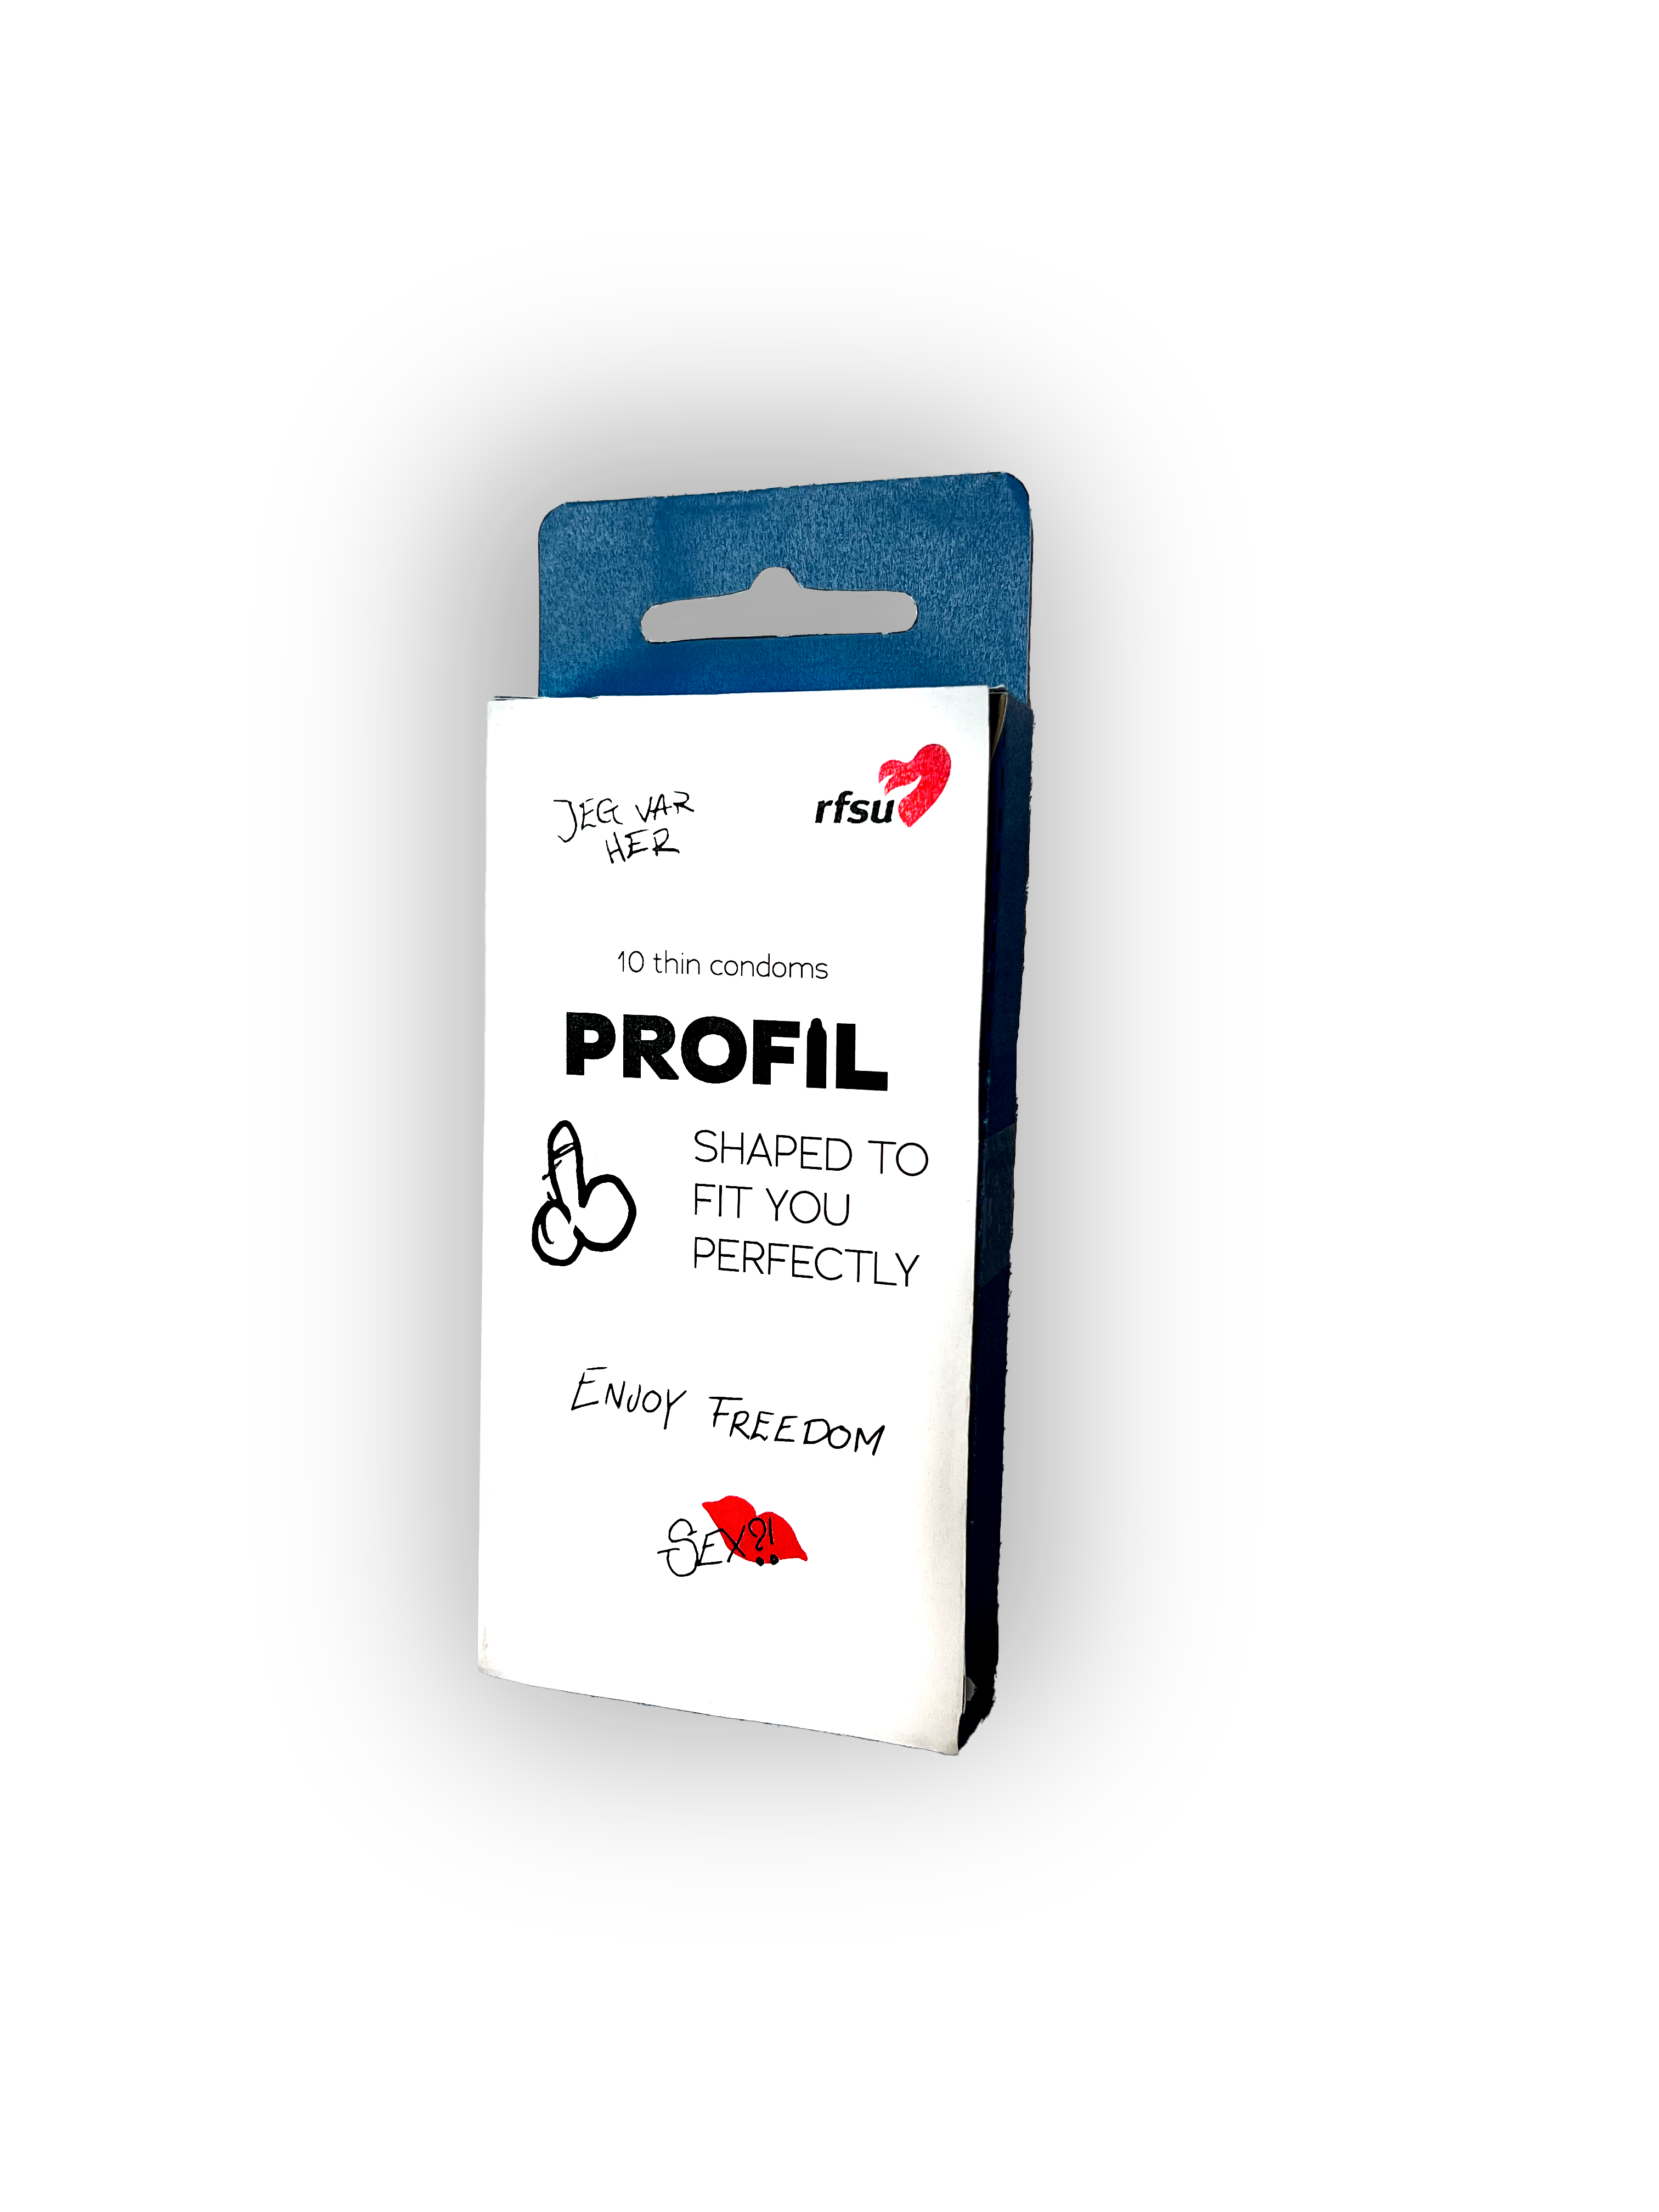 JEG VAR
HER
rfsu
10 thin condoms
PROFIL
SHAPED TO
FIT YOU
PERFECTLY
ENJOY FREEDOM
SEX?!